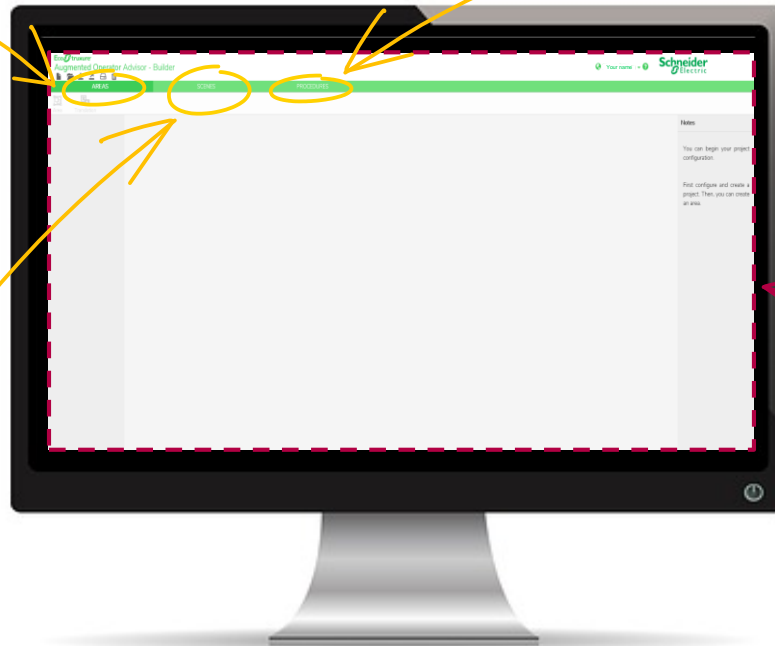 Augmented Operator Advisor - Builder
Your name
Schneider
Electric
AREAS
SCENES
PROCEDURES
Notes
You can begin your project
configuration.
First configure and create a
project. Then, you can create
an area.